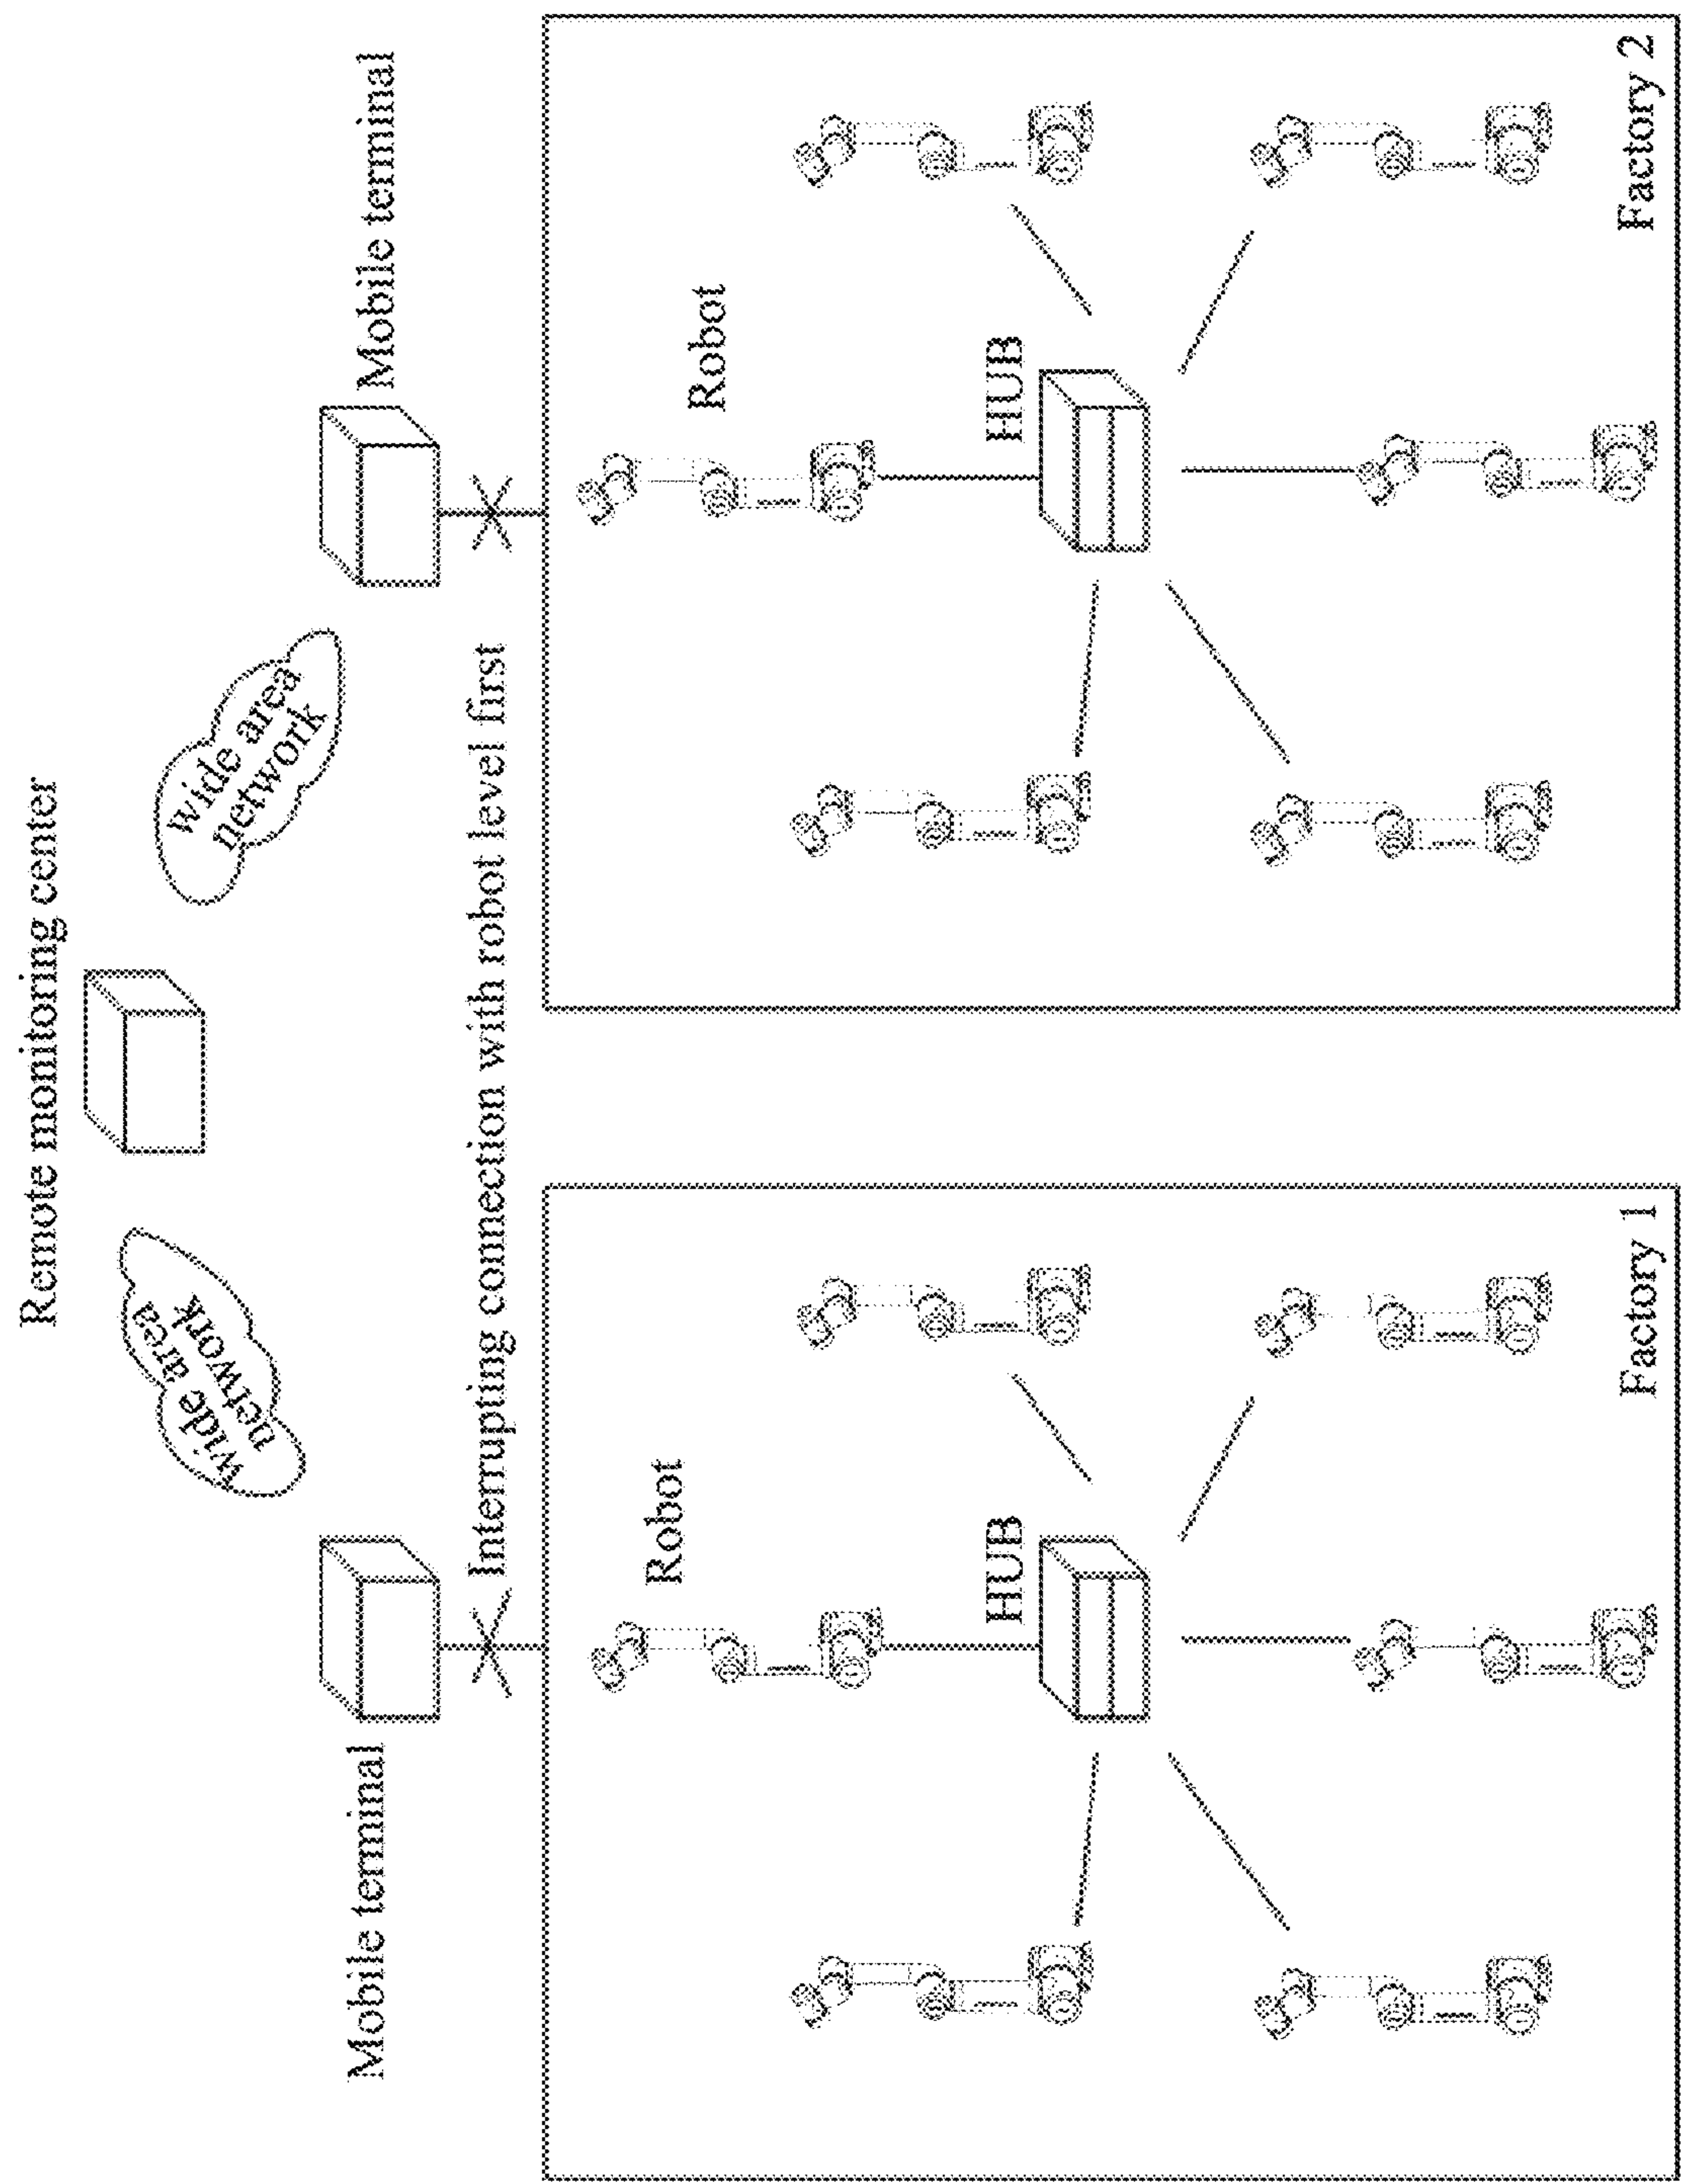 Remote monitoring center
wide area
network
wide area
network
Mobile terminal
Mobile terminal
Interrupting connection with robot level first
Robot
Robot
HUB
HUB
Factory 1
Factory 2